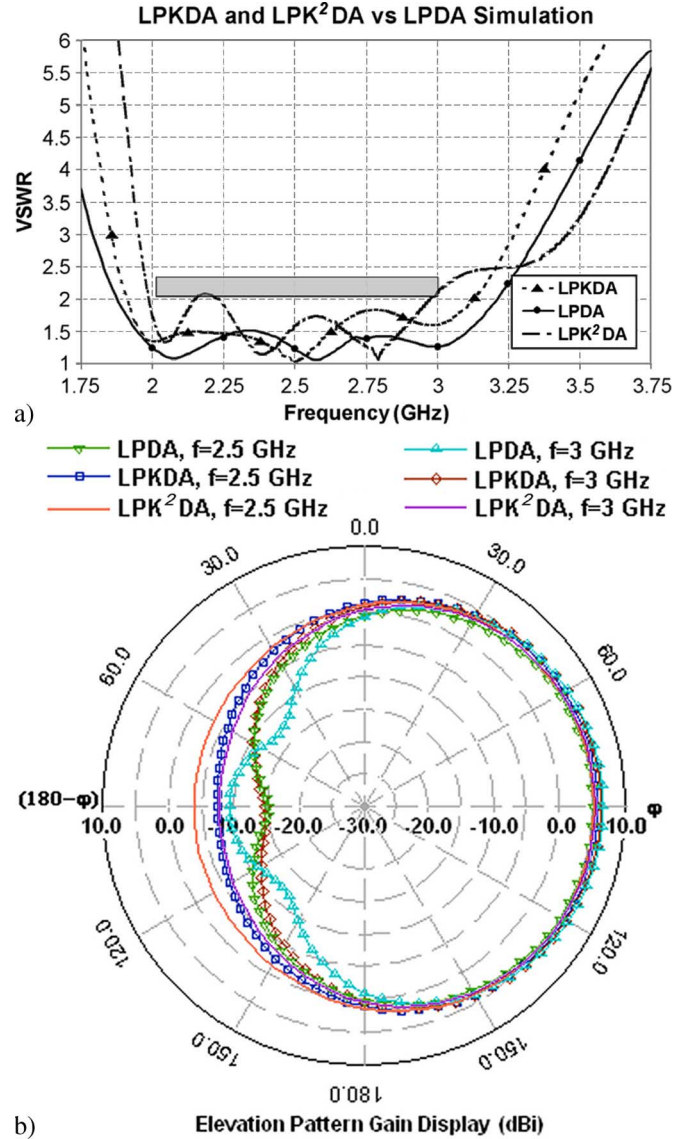 LPKDA and LPK²DA vs LPDA Simulation
6
5.5
5
4.5
4
3.5
3
2.5
2
1.5
1
VSWR
LPKDA
LPDA
LPK²DA
1.75 2 2.25 2.5 2.75 3 3.25 3.5 3.75
a) Frequency (GHz)
LPDA, f=2.5 GHz LPDA, f=3 GHz
LPKDA, f=2.5 GHz LPKDA, f=3 GHz
LPK²DA, f=2.5 GHz LPK²DA, f=3 GHz
0.0
30.0 30.0
60.0 60.0
(180-φ) φ
10.0 0.0 -10.0 -20.0 -30.0 -20.0 -10.0 0.0 10.0
120.0 120.0
150.0 150.0
180.0
b) Elevation Pattern Gain Display (dBi)